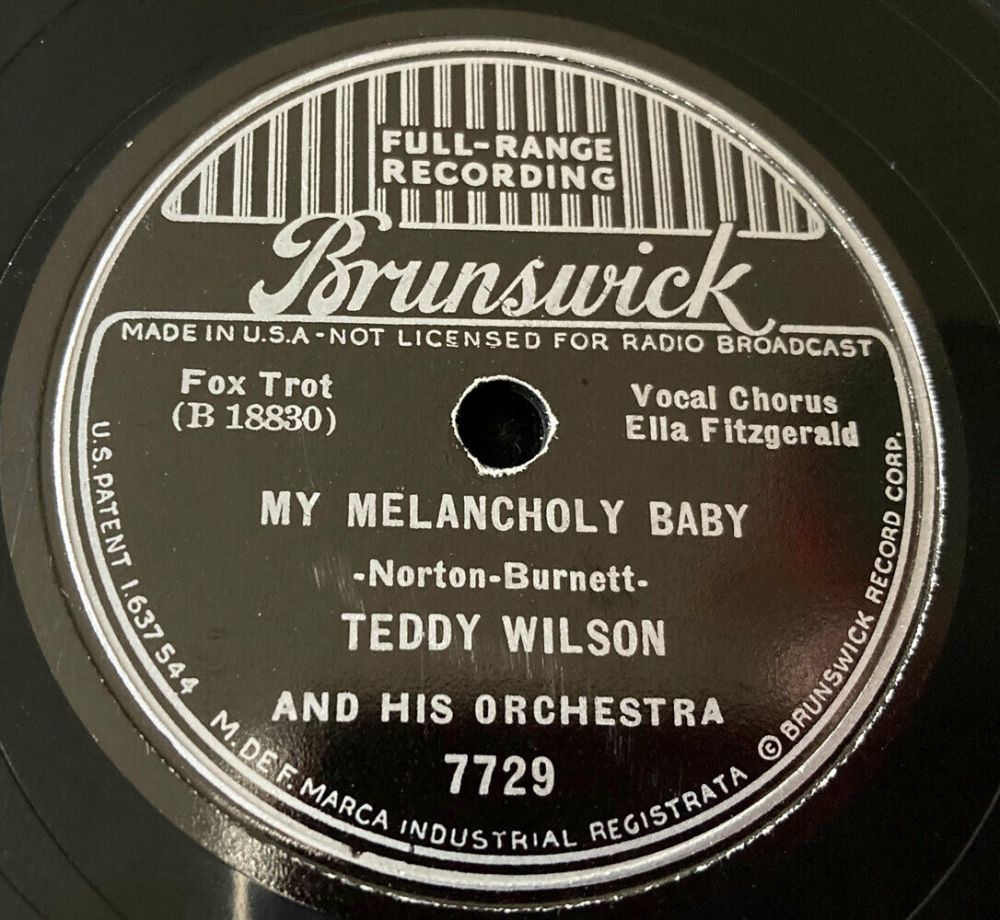 FULL-RANGE
RECORDING
Brunswick
MADE IN U.S.A-NOT LICENSED FOR RADIO BROADCAST
Fox Trot
(B 18830)
Vocal Chorus
Ella Fitzgerald
MY MELANCHOLY BABY
-Norton-Burnett-
TEDDY WILSON
AND HIS ORCHESTRA
7729
U.S. PATENT 1.637544 M. DE F. MARCA INDUSTRIAL REGISTRATA © BRUNSWICK RECORD CORP.